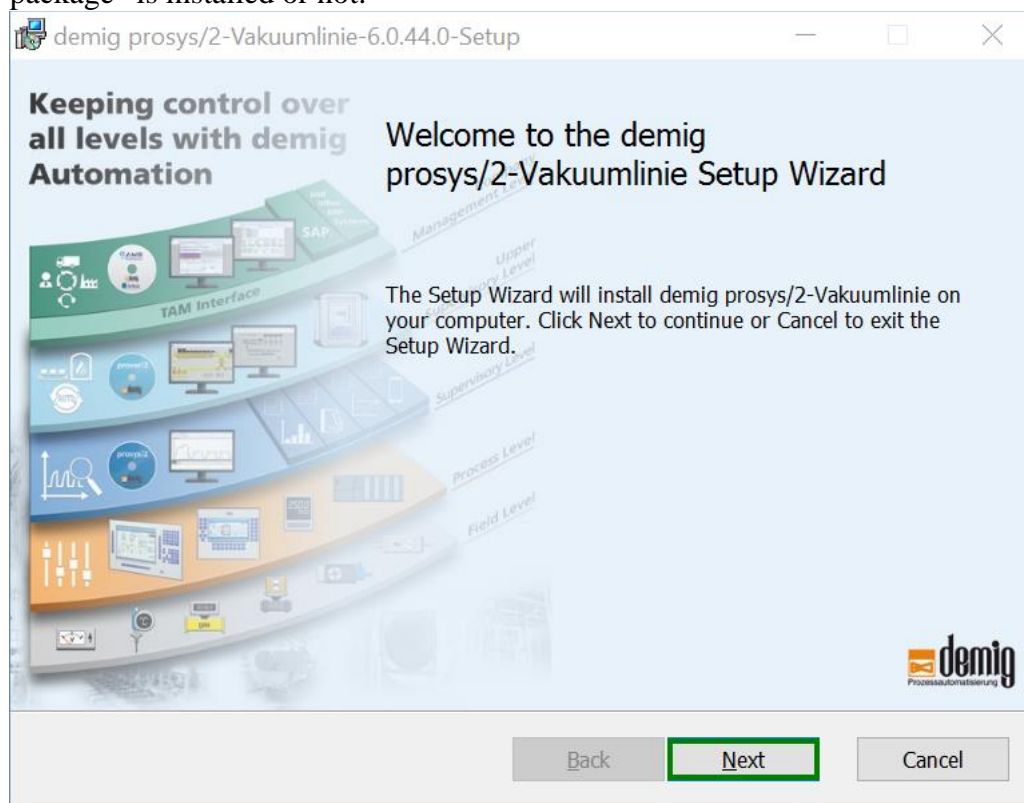 package" is installed or not.
demig prosys/2-Vakuumlinie-6.0.44.0-Setup
Keeping control over
all levels with demig
Automation
Welcome to the demig
prosys/2-Vakuumlinie Setup Wizard
The Setup Wizard will install demig prosys/2-Vakuumlinie on
your computer. Click Next to continue or Cancel to exit the
Setup Wizard.
Management Level
SAP
Upper
Supervisory Level
TAM Interface
Supervisory Level
prosys/2
Process Level
Field Level
demig
Prozessautomatisierung
Back
Next
Cancel